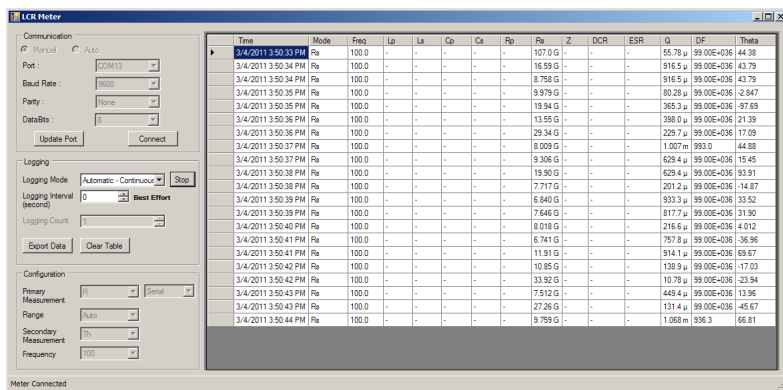 LCR Meter
Communication
Manual Auto
Port : COM13
Baud Rate : 9600
Parity : None
DataBits : 8
Update Port Connect
Logging
Logging Mode Automatic - Continuous Stop
Logging Interval (second) 0 Best Effort
Logging Count 1
Export Data Clear Table
Configuration
Primary Measurement R Serial
Range Auto
Secondary Measurement Th
Frequency 100
Time Mode Freq Lp Ls Cp Cs Rp Rs Z DCR ESR Q DF Theta
3/4/2011 3:50:33 PM Rs 100.0 - - - - - 107.0 G - - - 55.78 µ 99.00E+036 44.38
3/4/2011 3:50:34 PM Rs 100.0 - - - - - 16.59 G - - - 916.5 µ 99.00E+036 43.79
3/4/2011 3:50:34 PM Rs 100.0 - - - - - 8.758 G - - - 916.5 µ 99.00E+036 43.79
3/4/2011 3:50:35 PM Rs 100.0 - - - - - 9.979 G - - - 80.28 µ 99.00E+036 -2.847
3/4/2011 3:50:35 PM Rs 100.0 - - - - - 19.94 G - - - 365.3 µ 99.00E+036 -97.69
3/4/2011 3:50:36 PM Rs 100.0 - - - - - 13.55 G - - - 398.0 µ 99.00E+036 21.39
3/4/2011 3:50:36 PM Rs 100.0 - - - - - 29.34 G - - - 229.7 µ 99.00E+036 17.09
3/4/2011 3:50:37 PM Rs 100.0 - - - - - 8.009 G - - - 1.007 m 993.0 44.88
3/4/2011 3:50:37 PM Rs 100.0 - - - - - 9.306 G - - - 629.4 µ 99.00E+036 15.45
3/4/2011 3:50:38 PM Rs 100.0 - - - - - 19.90 G - - - 629.4 µ 99.00E+036 93.91
3/4/2011 3:50:38 PM Rs 100.0 - - - - - 7.717 G - - - 201.2 µ 99.00E+036 -14.87
3/4/2011 3:50:39 PM Rs 100.0 - - - - - 6.840 G - - - 933.3 µ 99.00E+036 33.52
3/4/2011 3:50:39 PM Rs 100.0 - - - - - 7.646 G - - - 817.7 µ 99.00E+036 31.90
3/4/2011 3:50:40 PM Rs 100.0 - - - - - 8.018 G - - - 216.6 µ 99.00E+036 4.012
3/4/2011 3:50:41 PM Rs 100.0 - - - - - 6.741 G - - - 757.8 µ 99.00E+036 -36.96
3/4/2011 3:50:41 PM Rs 100.0 - - - - - 11.91 G - - - 914.1 µ 99.00E+036 69.67
3/4/2011 3:50:42 PM Rs 100.0 - - - - - 10.85 G - - - 138.9 µ 99.00E+036 -17.03
3/4/2011 3:50:42 PM Rs 100.0 - - - - - 33.92 G - - - 10.78 µ 99.00E+036 -23.94
3/4/2011 3:50:43 PM Rs 100.0 - - - - - 7.512 G - - - 449.4 µ 99.00E+036 13.96
3/4/2011 3:50:43 PM Rs 100.0 - - - - - 27.26 G - - - 131.4 µ 99.00E+036 -45.67
3/4/2011 3:50:44 PM Rs 100.0 - - - - - 9.759 G - - - 1.068 m 936.3 66.81
Meter Connected